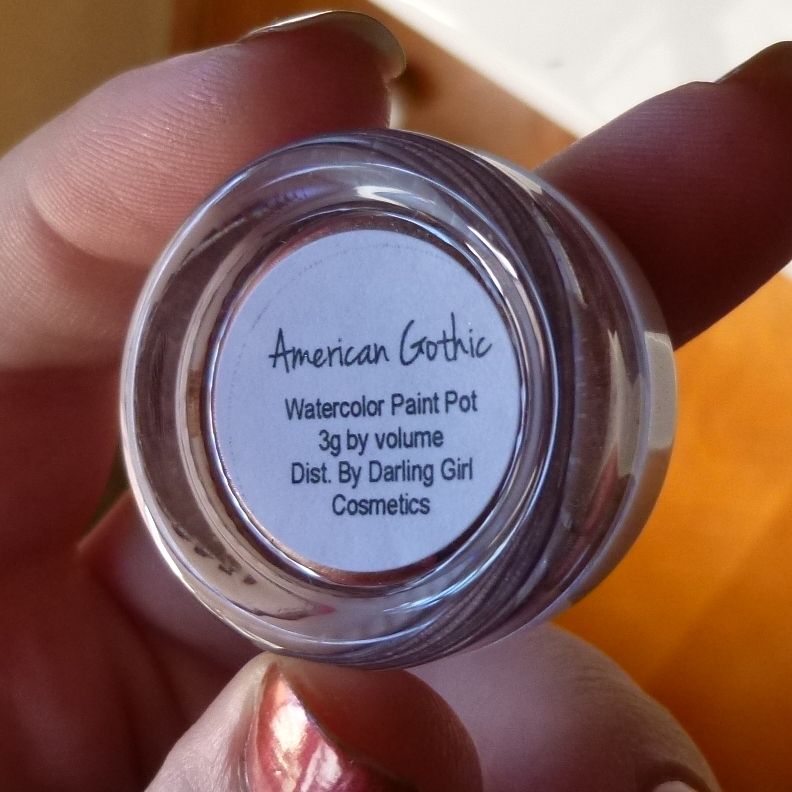 American Gothic
Watercolor Paint Pot
3g by volume
Dist. By Darling Girl
Cosmetics